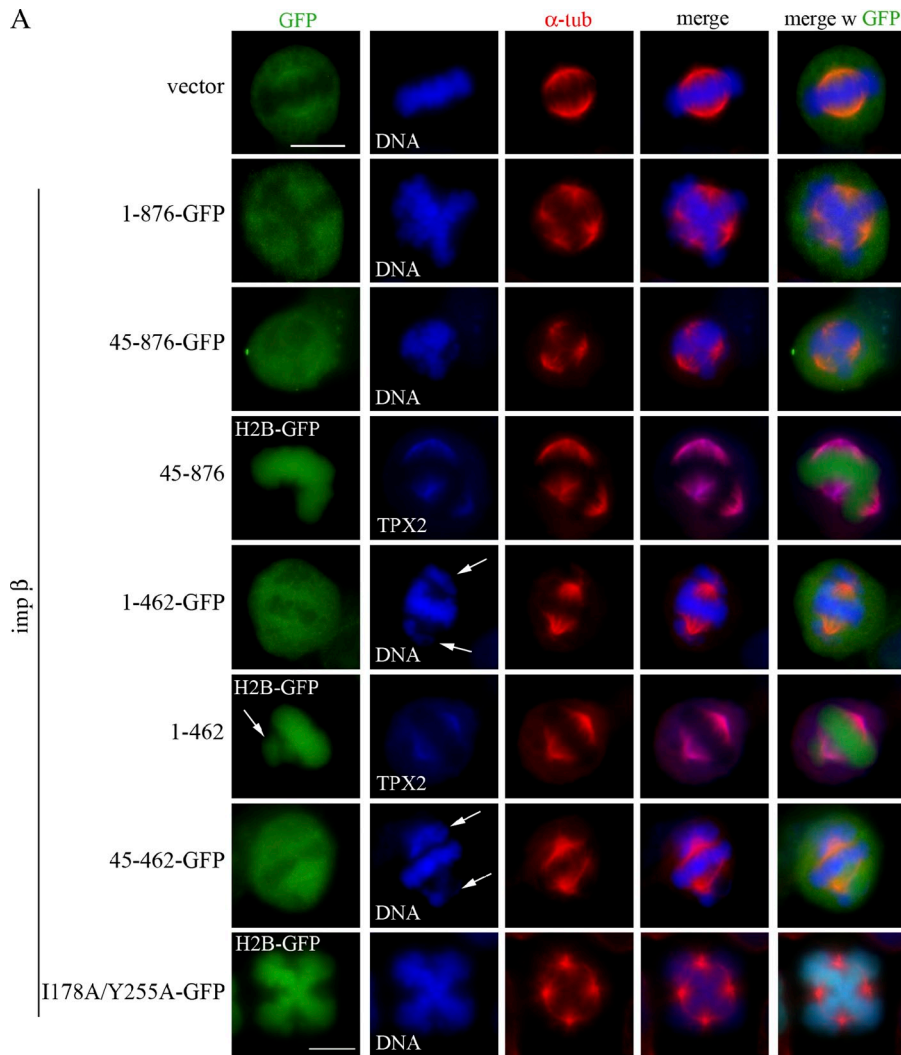 A
GFP α-tub merge merge w GFP
vector
DNA
1-876-GFP
DNA
45-876-GFP
DNA
H2B-GFP
45-876
TPX2
1-462-GFP
DNA
H2B-GFP
1-462
TPX2
45-462-GFP
DNA
H2B-GFP
I178A/Y255A-GFP
DNA
imp β